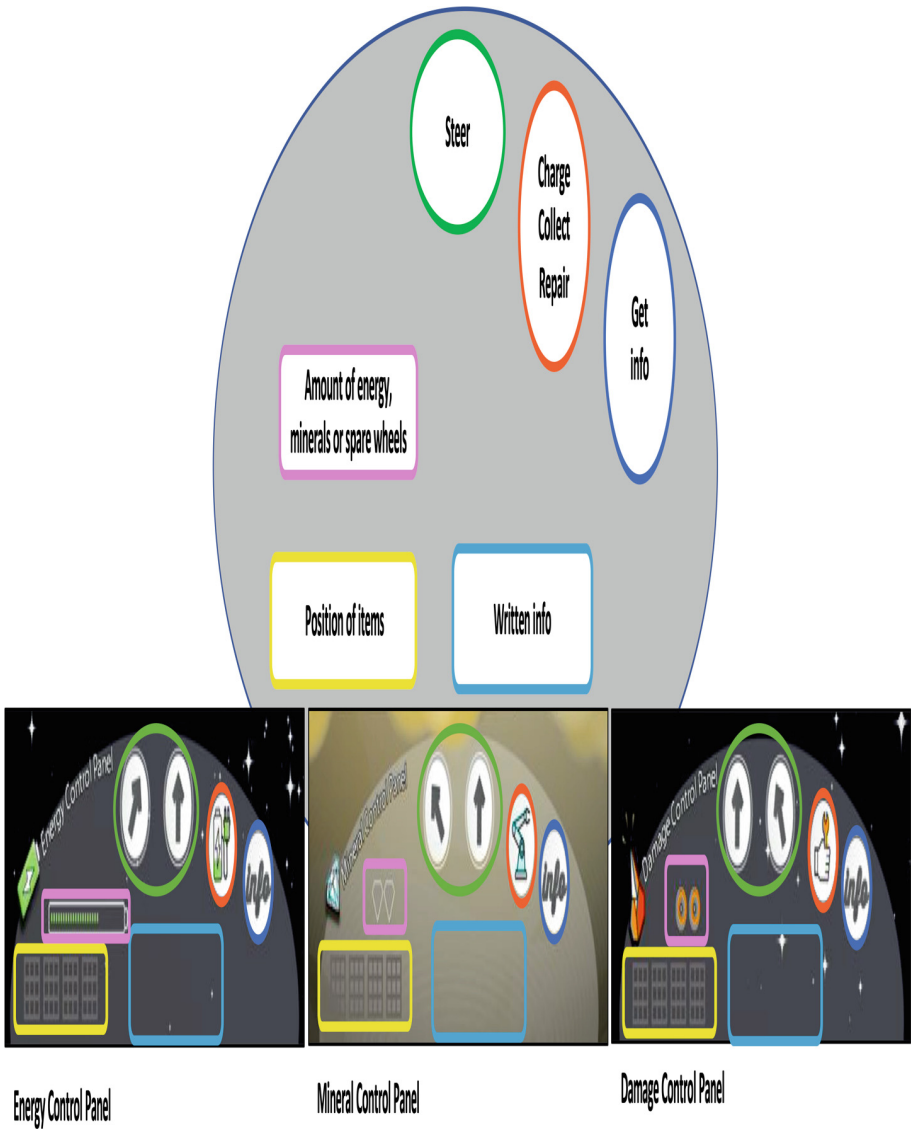 Steer
Charge
Collect
Repair
Get
info
Amount of energy,
minerals or spare wheels
Position of items
Written info
Energy Control Panel
info
Mineral Control Panel
info
Damage Control Panel
info
Energy Control Panel
Mineral Control Panel
Damage Control Panel